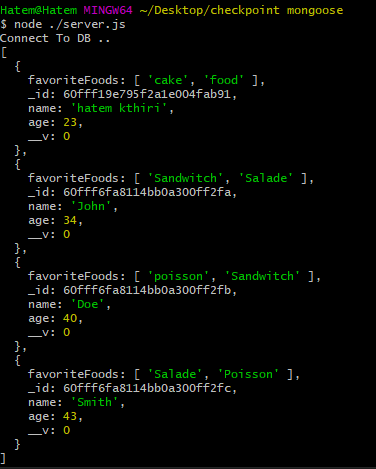 Hatem@Hatem MINGW64 ~/Desktop/checkpoint mongoose
$ node ./server.js
Connect To DB ..
[
  {
    favoriteFoods: [ 'cake', 'food' ],
    _id: 60fff19e795f2a1e004fab91,
    name: 'hatem kthiri',
    age: 23,
    __v: 0
  },
  {
    favoriteFoods: [ 'Sandwitch', 'Salade' ],
    _id: 60fff6fa8114bb0a300ff2fa,
    name: 'John',
    age: 34,
    __v: 0
  },
  {
    favoriteFoods: [ 'poisson', 'Sandwitch' ],
    _id: 60fff6fa8114bb0a300ff2fb,
    name: 'Doe',
    age: 40,
    __v: 0
  },
  {
    favoriteFoods: [ 'Salade', 'Poisson' ],
    _id: 60fff6fa8114bb0a300ff2fc,
    name: 'Smith',
    age: 43,
    __v: 0
  }
]